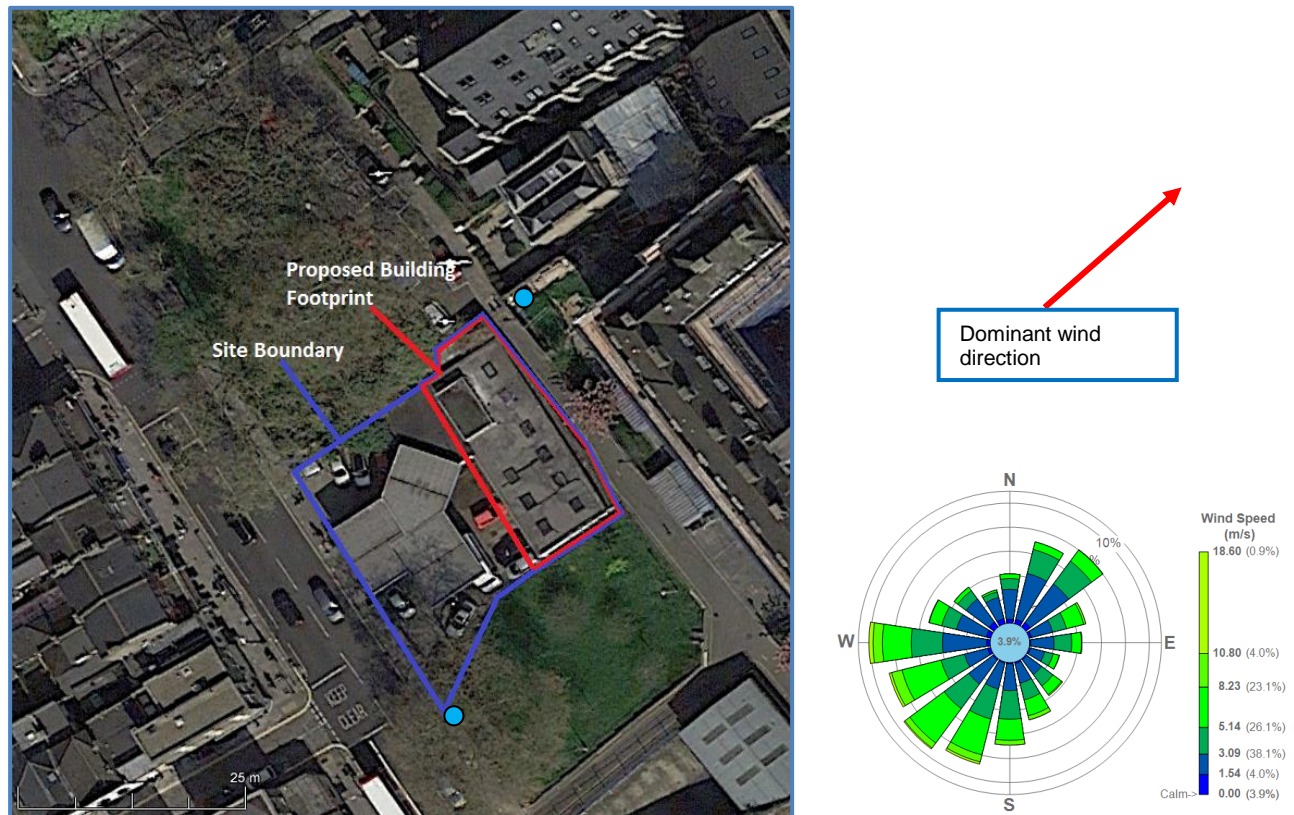 Proposed Building
Footprint
Site Boundary
25 m
Dominant wind
direction
N
10%
%
W
E
S
3.9%
Wind Speed
(m/s)
18.60 (0.9%)
10.80 (4.0%)
8.23 (23.1%)
5.14 (26.1%)
3.09 (38.1%)
1.54 (4.0%)
Calm-> 0.00 (3.9%)